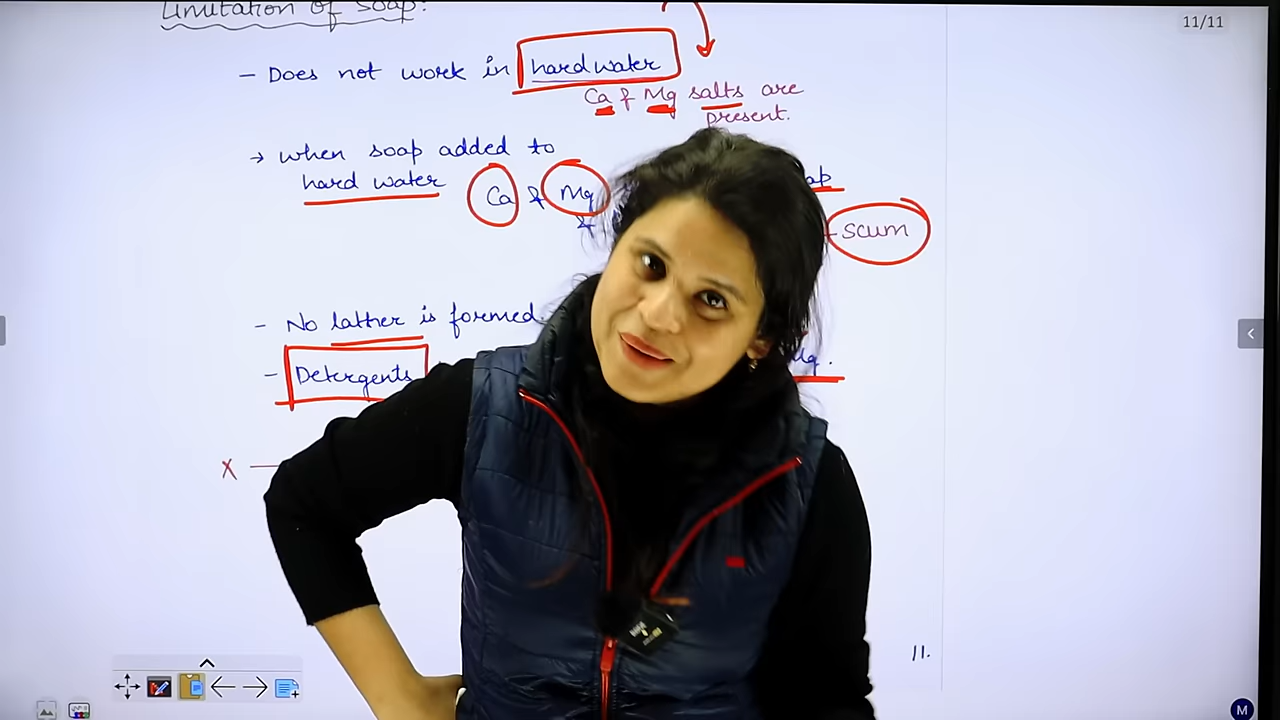 Limitation of Soap:
11/11
- Does not work in hard water
Ca & Mg salts are
present.
→ when soap added to
hard water Ca & Mg
scum
- No lather is formed.
- Detergents
Mg.
X
11.
M